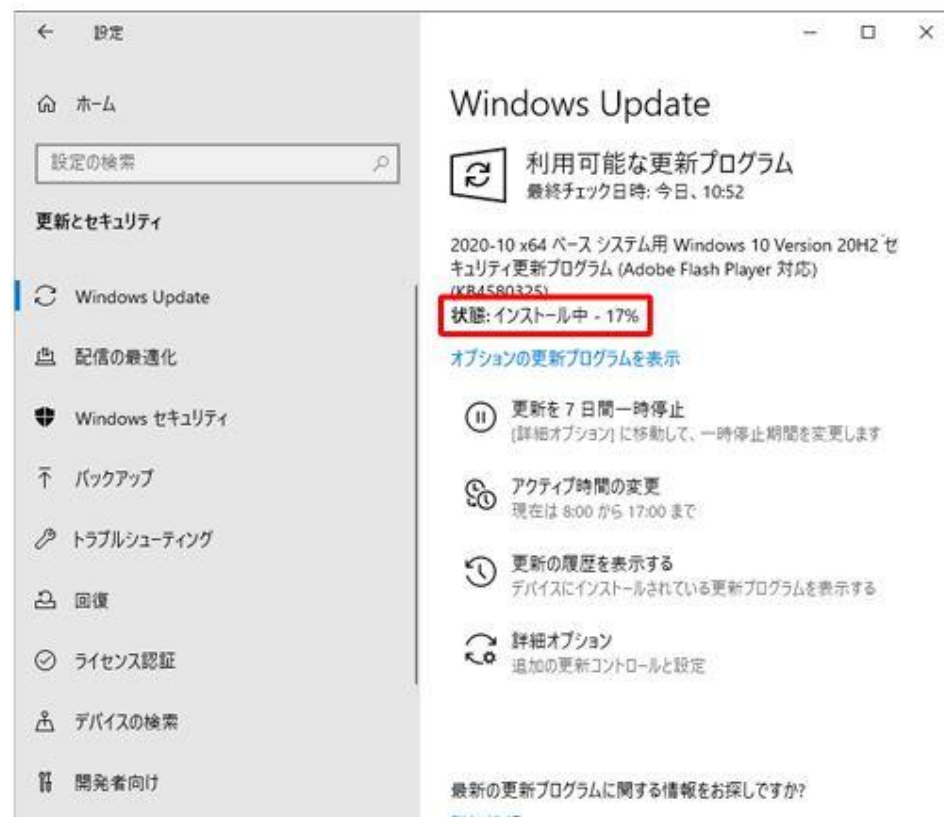 設定
ホーム
設定の検索
更新とセキュリティ
Windows Update
配信の最適化
Windows セキュリティ
バックアップ
トラブルシューティング
回復
ライセンス認証
デバイスの検索
開発者向け
Windows Update
利用可能な更新プログラム
最終チェック日時: 今日、10:52
2020-10 x64 ベース システム用 Windows 10 Version 20H2 セ
キュリティ更新プログラム (Adobe Flash Player 対応)
(KB4580325)
状態: インストール中 - 17%
オプションの更新プログラムを表示
更新を 7 日間一時停止
[詳細オプション] に移動して、一時停止期間を変更します
アクティブ時間の変更
現在は 8:00 から 17:00 まで
更新の履歴を表示する
デバイスにインストールされている更新プログラムを表示する
詳細オプション
追加の更新コントロールと設定
最新の更新プログラムに関する情報をお探しですか?